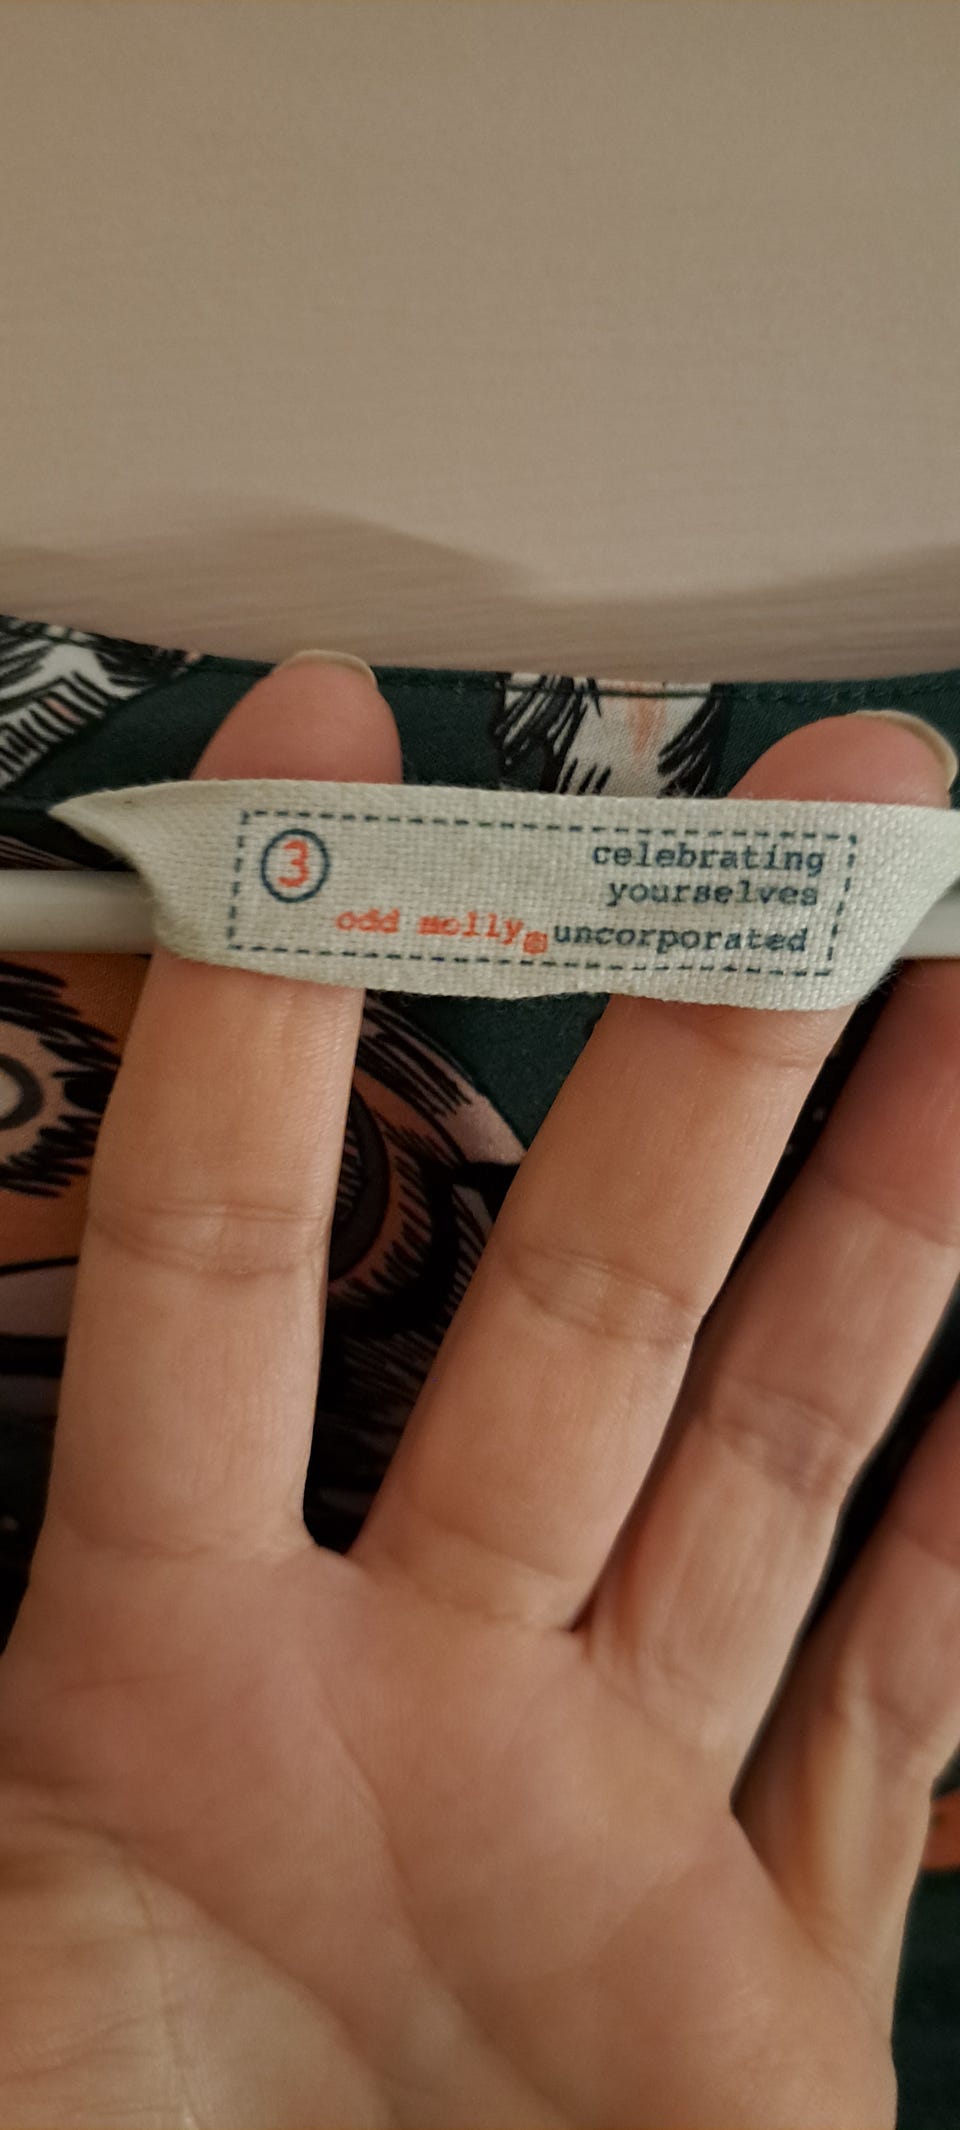 3
celebrating
yourselves
odd molly® uncorporated